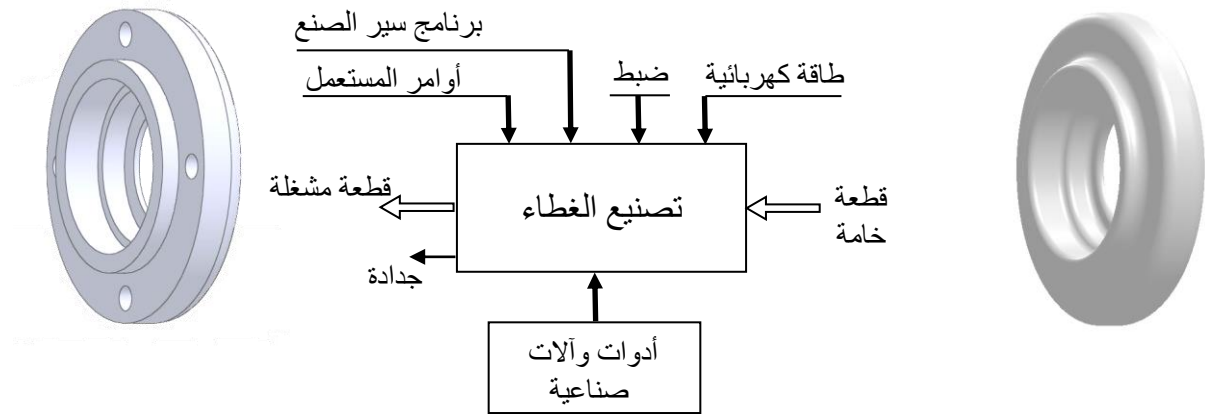 برنامج سير الصنع
أوامر المستعمل
ضبط
طاقة كهربائية
قطعة مشغلة
تصنيع الغطاء
قطعة
خامة
جدادة
أدوات وآلات
صناعية